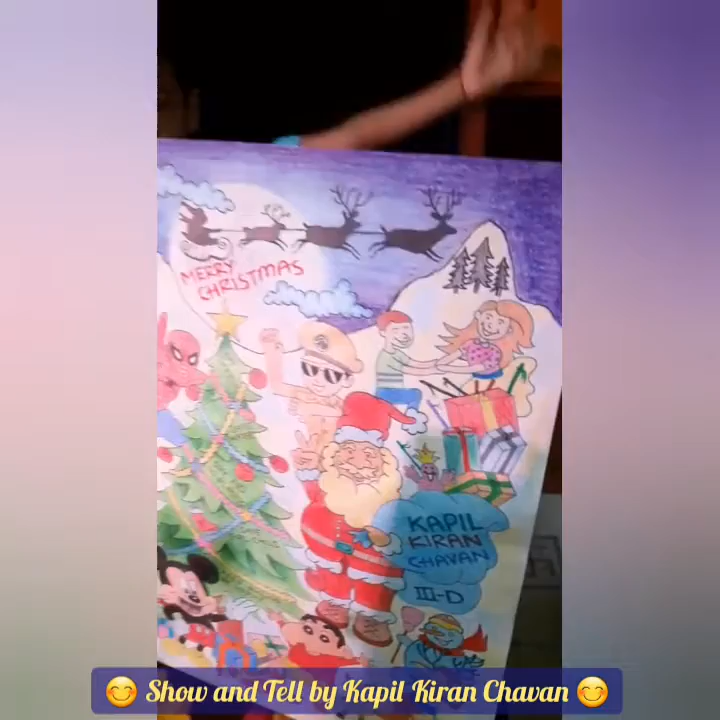 MERRY
CHRISTMAS
KAPIL
KIRAN
CHAVAN
III-D
😊 Show and Tell by Kapil Kiran Chavan 😊